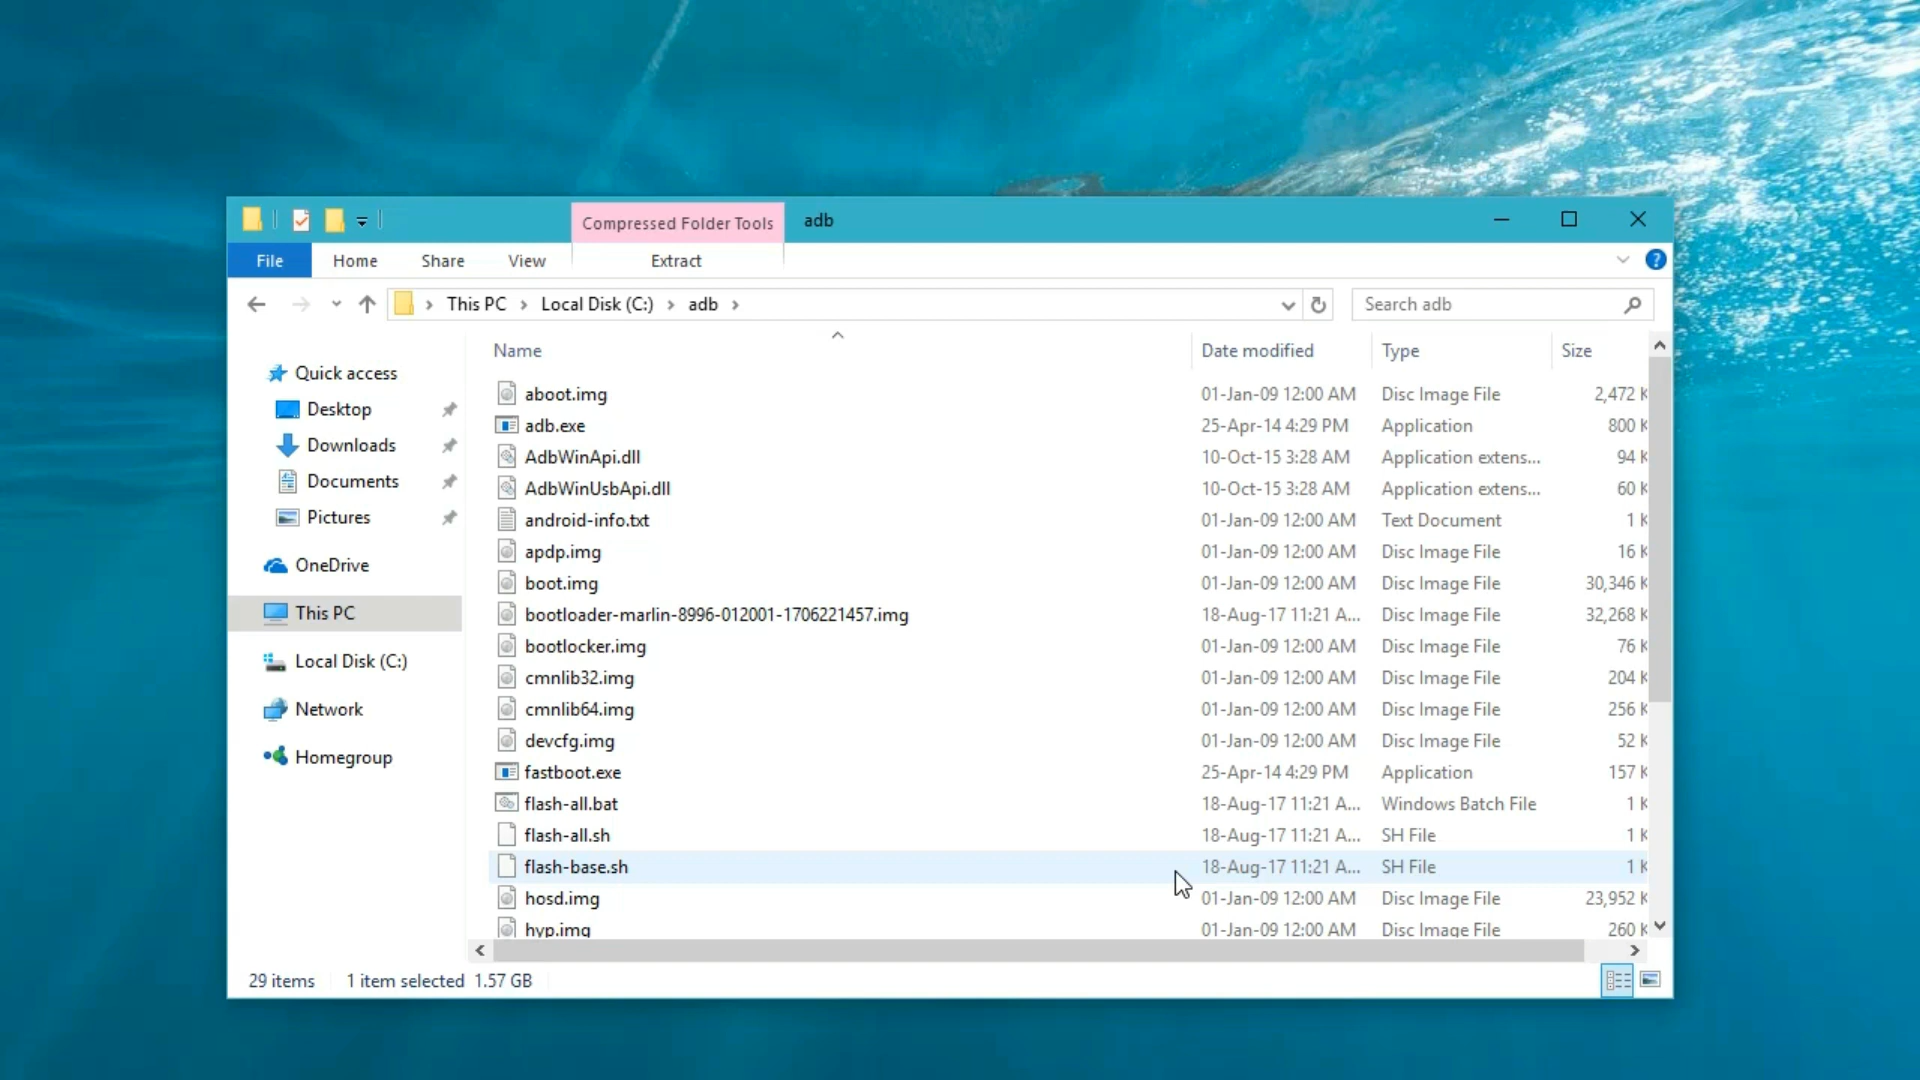 Compressed Folder Tools adb
File Home Share View Extract
This PC Local Disk (C:) adb Search adb
Name Date modified Type Size
Quick access
Desktop
Downloads
Documents
Pictures
OneDrive
This PC
Local Disk (C:)
Network
Homegroup
aboot.img 01-Jan-09 12:00 AM Disc Image File 2,472 K
adb.exe 25-Apr-14 4:29 PM Application 800 K
AdbWinApi.dll 10-Oct-15 3:28 AM Application extens... 94 K
AdbWinUsbApi.dll 10-Oct-15 3:28 AM Application extens... 60 K
android-info.txt 01-Jan-09 12:00 AM Text Document 1 K
apdp.img 01-Jan-09 12:00 AM Disc Image File 16 K
boot.img 01-Jan-09 12:00 AM Disc Image File 30,346 K
bootloader-marlin-8996-012001-1706221457.img 18-Aug-17 11:21 A... Disc Image File 32,268 K
bootlocker.img 01-Jan-09 12:00 AM Disc Image File 76 K
cmnlib32.img 01-Jan-09 12:00 AM Disc Image File 204 K
cmnlib64.img 01-Jan-09 12:00 AM Disc Image File 256 K
devcfg.img 01-Jan-09 12:00 AM Disc Image File 52 K
fastboot.exe 25-Apr-14 4:29 PM Application 157 K
flash-all.bat 18-Aug-17 11:21 A... Windows Batch File 1 K
flash-all.sh 18-Aug-17 11:21 A... SH File 1 K
flash-base.sh 18-Aug-17 11:21 A... SH File 1 K
hosd.img 01-Jan-09 12:00 AM Disc Image File 23,952 K
hyp.img 01-Jan-09 12:00 AM Disc Image File 260 K
29 items 1 item selected 1.57 GB